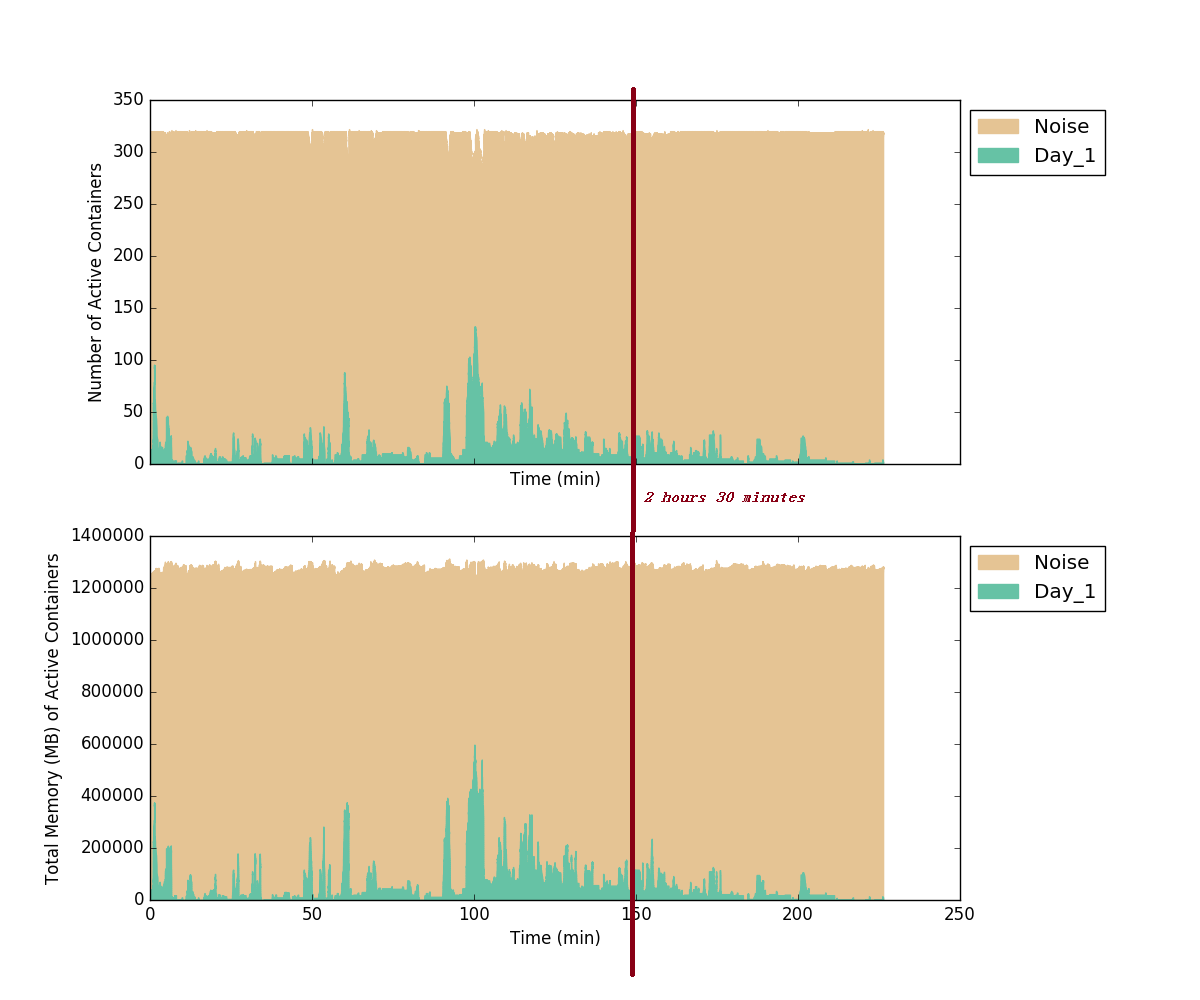 350
300
250
200
150
100
50
0
Number of Active Containers
Time (min)
Noise
Day_1
2 hours 30 minutes
1400000
1200000
1000000
800000
600000
400000
200000
0
Total Memory (MB) of Active Containers
0 50 100 150 200 250
Time (min)
Noise
Day_1